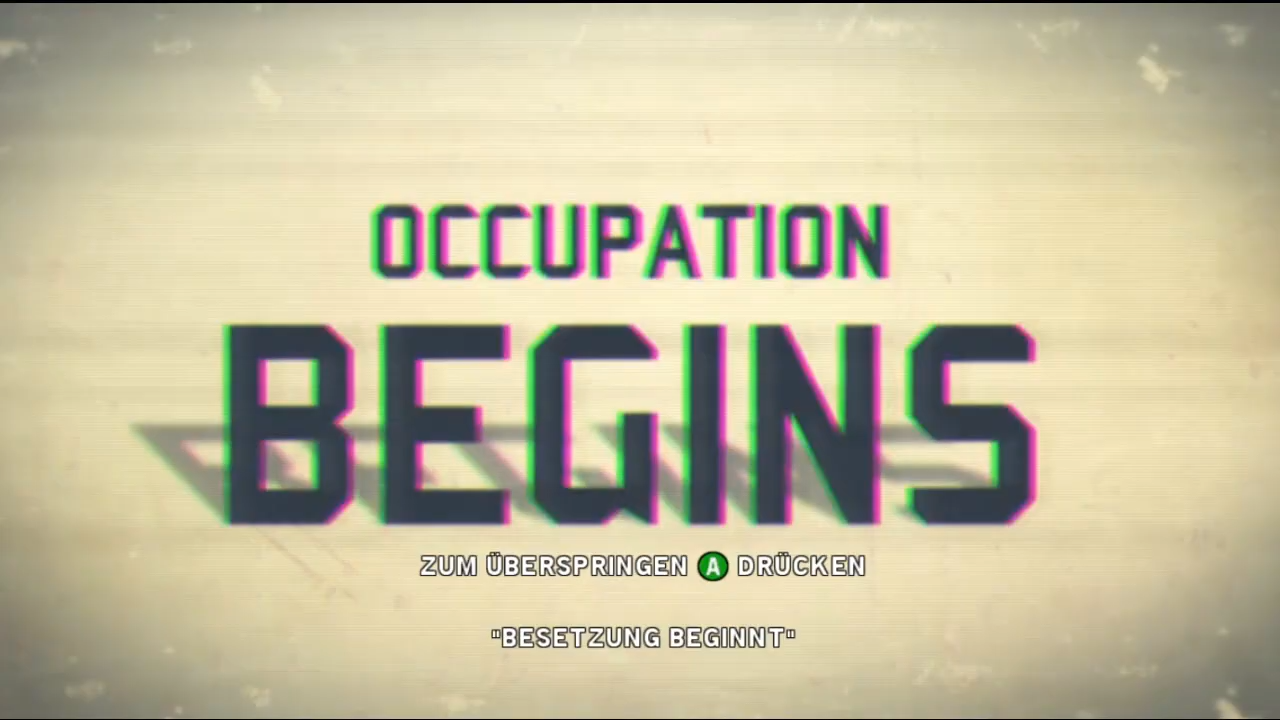 OCCUPATION
BEGINS
ZUM ÜBERSPRINGEN A DRÜCKEN
"BESETZUNG BEGINNT"